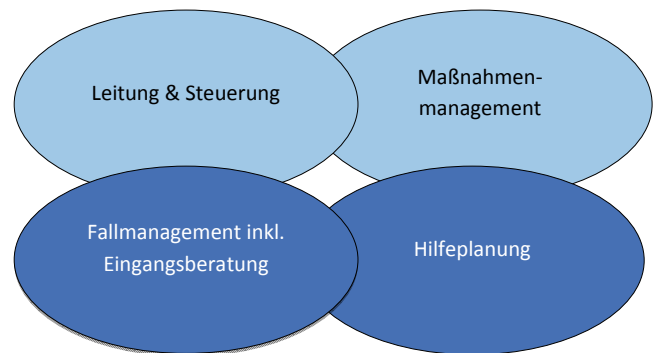 Leitung & Steuerung
Maßnahmen-
management
Fallmanagement inkl.
Eingangsberatung
Hilfeplanung